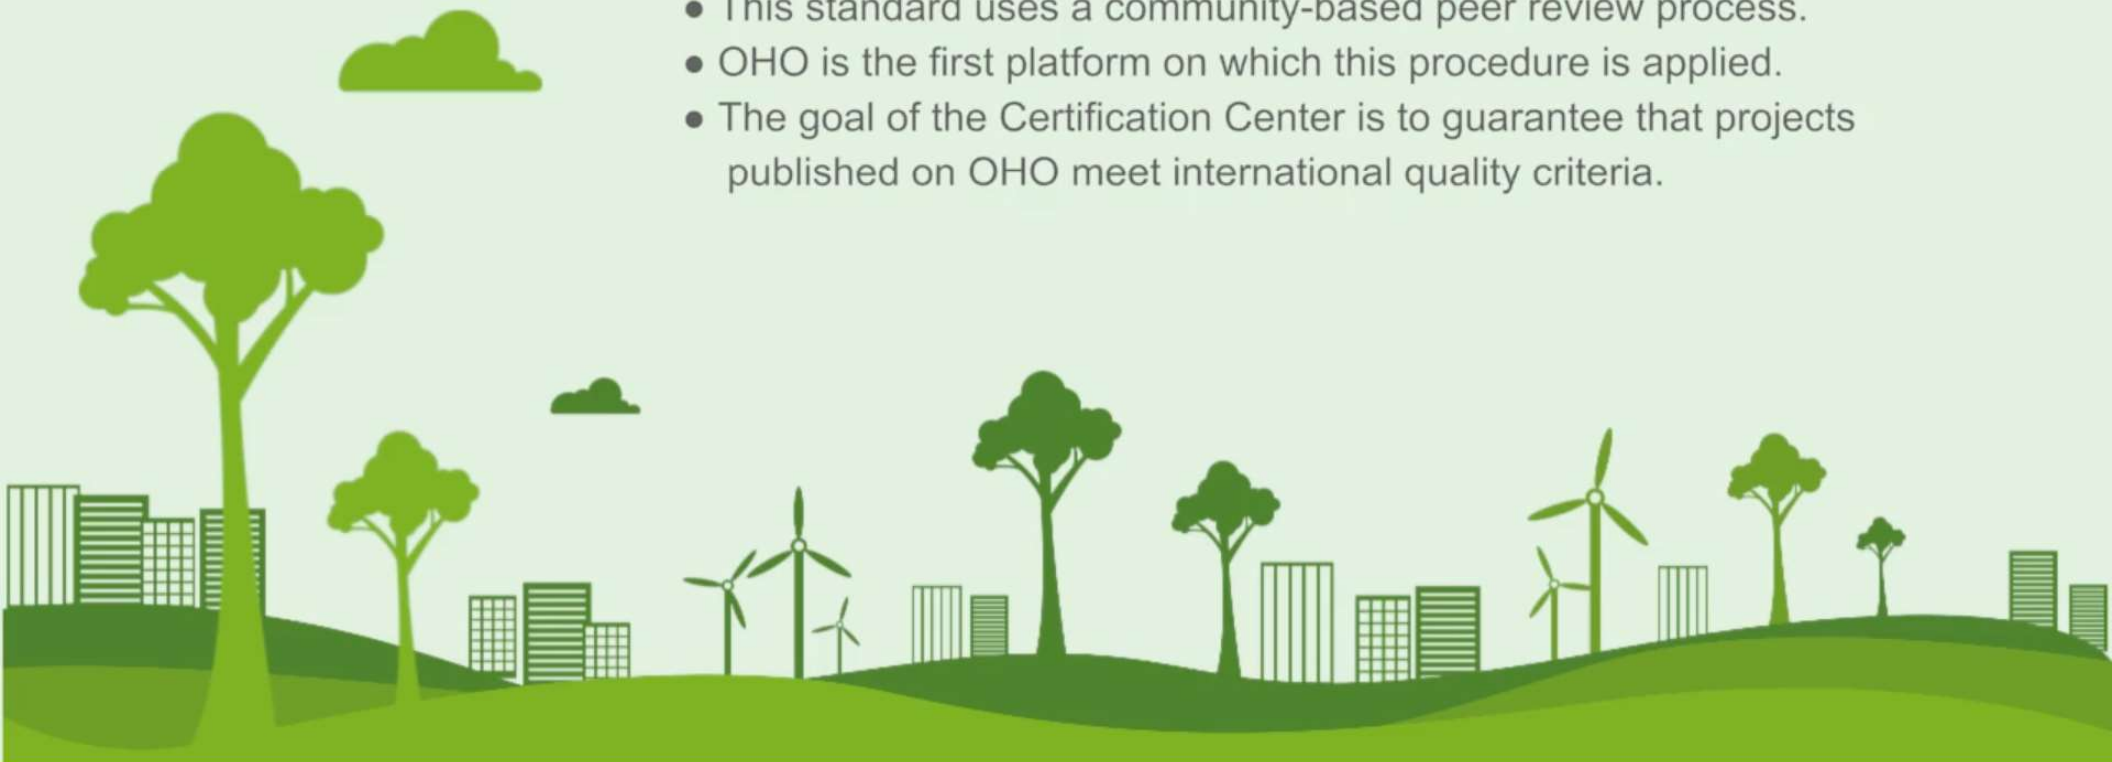 ● This standard uses a community-based peer review process.
● OHO is the first platform on which this procedure is applied.
● The goal of the Certification Center is to guarantee that projects
published on OHO meet international quality criteria.